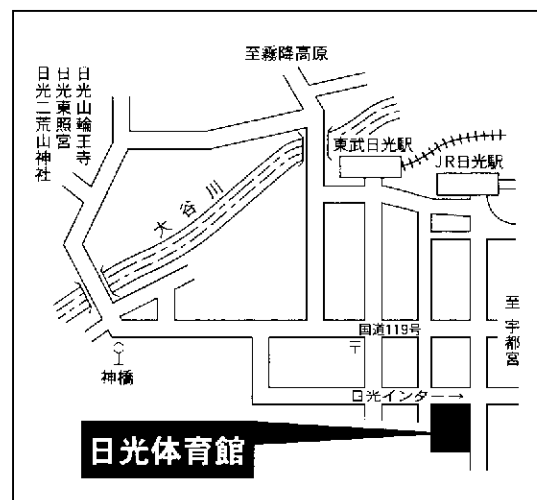 至霧降高原
日光山輪王寺
日光東照宮
日光二荒山神社
東武日光駅
JR日光駅
大谷川
至宇都宮
国道119号
〒
神橋
日光インター→
日光体育館